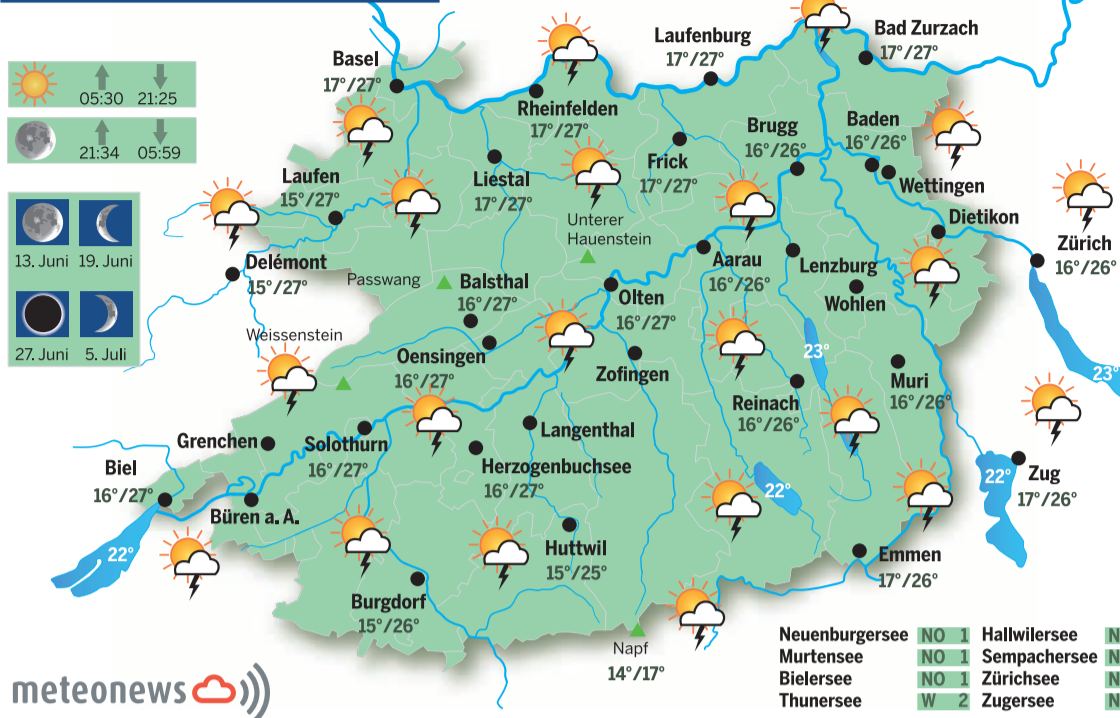 05:30 21:25
21:34 05:59
13. Juni 19. Juni
27. Juni 5. Juli
Basel
17°/27°
Rheinfelden
17°/27°
Laufenburg
17°/27°
Bad Zurzach
17°/27°
Laufen
15°/27°
Liestal
17°/27°
Frick
17°/27°
Brugg
16°/26°
Baden
16°/26°
Wettingen
Dietikon
Zürich
16°/26°
Unterer
Hauenstein
Delémont
15°/27°
Passwang
Balsthal
16°/27°
Olten
16°/27°
Aarau
16°/26°
Lenzburg
Wohlen
Weissenstein
Oensingen
16°/27°
Zofingen
23°
23°
Reinach
16°/26°
Muri
16°/26°
Grenchen
Solothurn
16°/27°
Langenthal
Herzogenbuchsee
16°/27°
Biel
16°/27°
Büren a. A.
22°
22°
22°
Zug
17°/26°
Huttwil
15°/25°
Emmen
17°/26°
Burgdorf
15°/26°
Napf
14°/17°
Neuenburgersee NO 1 Hallwilersee N
Murtensee NO 1 Sempachersee N
Bielersee NO 1 Zürichsee N
Thunersee W 2 Zugersee N
meteonews